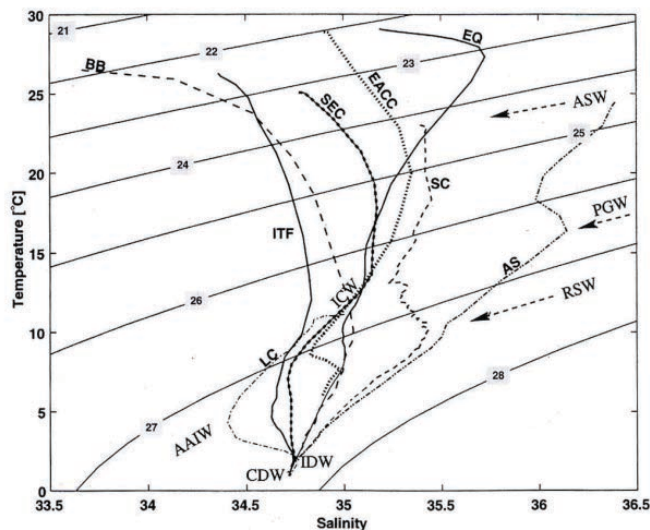 21
22
23
EQ
BB
EACC
SEC
ASW
24
25
SC
PGW
ITF
AS
26
ICW
RSW
LC
28
27
AAIW
CDW
IDW
30
25
20
15
10
5
0
Temperature [°C]
33.5 34 34.5 35 35.5 36 36.5
Salinity